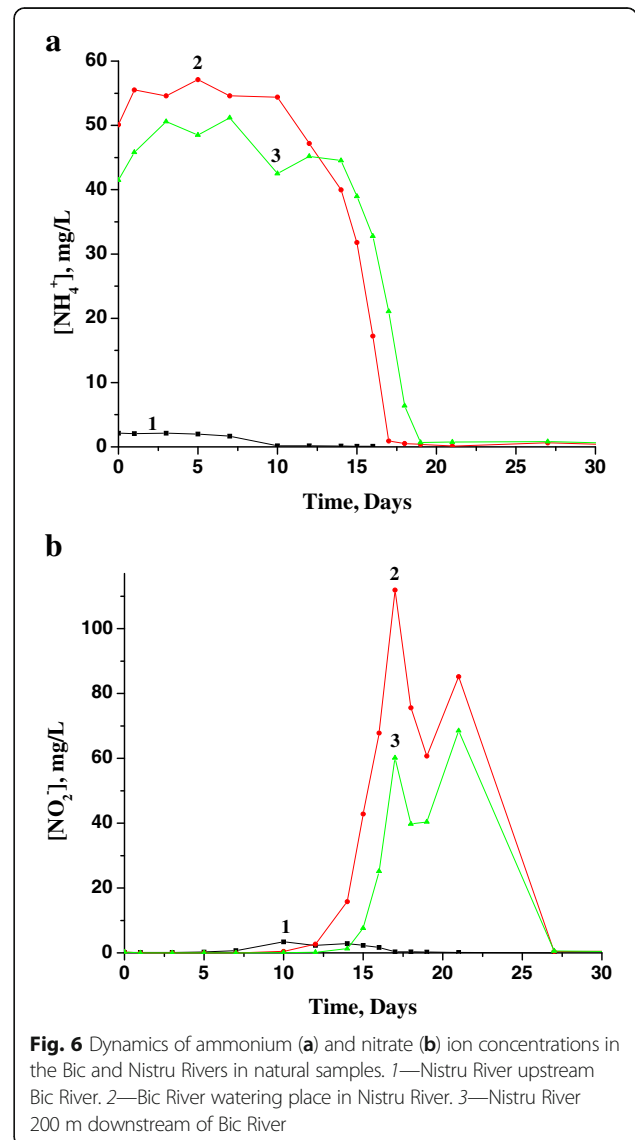 a
60
50
40
30
20
10
0
[NH₄⁺], mg/L
2
3
1
0 5 10 15 20 25 30
Time, Days
b
100
80
60
40
20
0
[NO₂⁻], mg/L
2
3
1
0 5 10 15 20 25 30
Time, Days
Fig. 6 Dynamics of ammonium (a) and nitrate (b) ion concentrations in
the Bic and Nistru Rivers in natural samples. 1—Nistru River upstream
Bic River. 2—Bic River watering place in Nistru River. 3—Nistru River
200 m downstream of Bic River